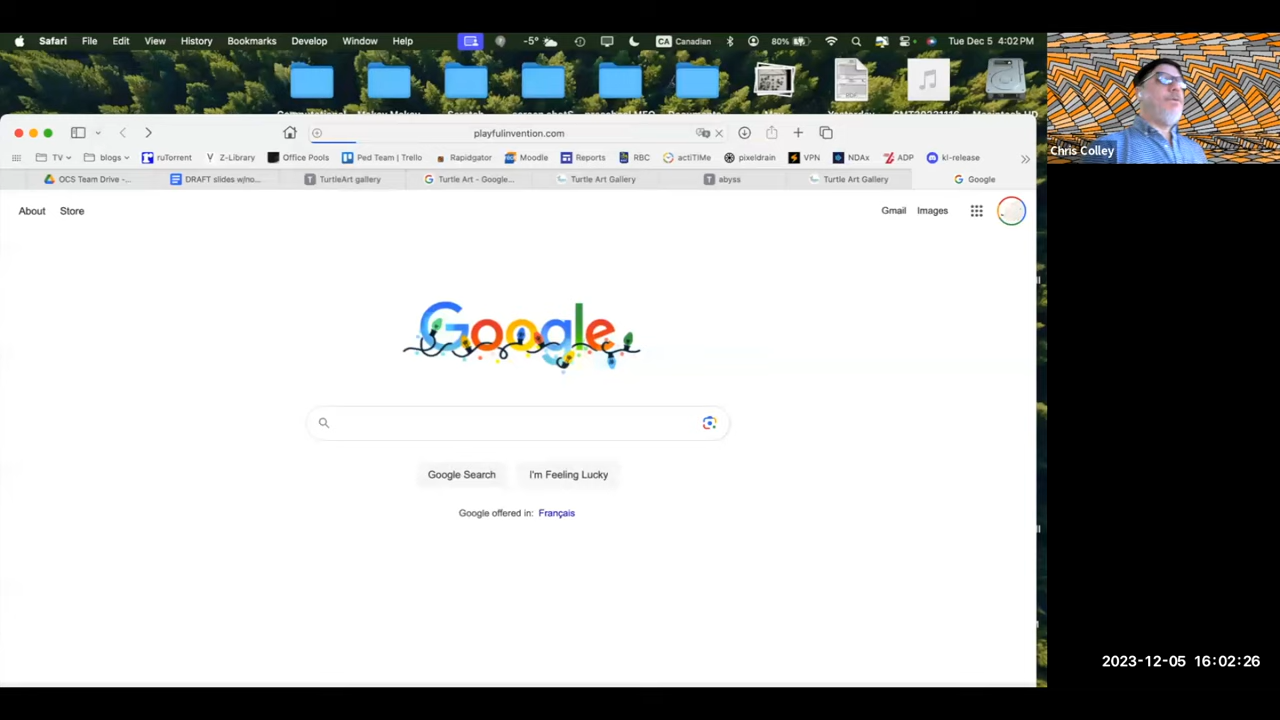 Safari File Edit View History Bookmarks Develop Window Help -5° CA Canadian 80% Tue Dec 5 4:02 PM
playfulinvention.com
TV blogs ruTorrent Z-Library Office Pools Ped Team | Trello Rapidgator Moodle Reports RBC actiTIMe pixeldrain VPN NDAx ADP kl-release
OCS Team Drive -... DRAFT slides w/no... TurtleArt gallery Turtle Art - Google... Turtle Art Gallery abyss Turtle Art Gallery Google
About Store Gmail Images
Google
Google Search I'm Feeling Lucky
Google offered in: Français
Chris Colley
2023-12-05 16:02:26